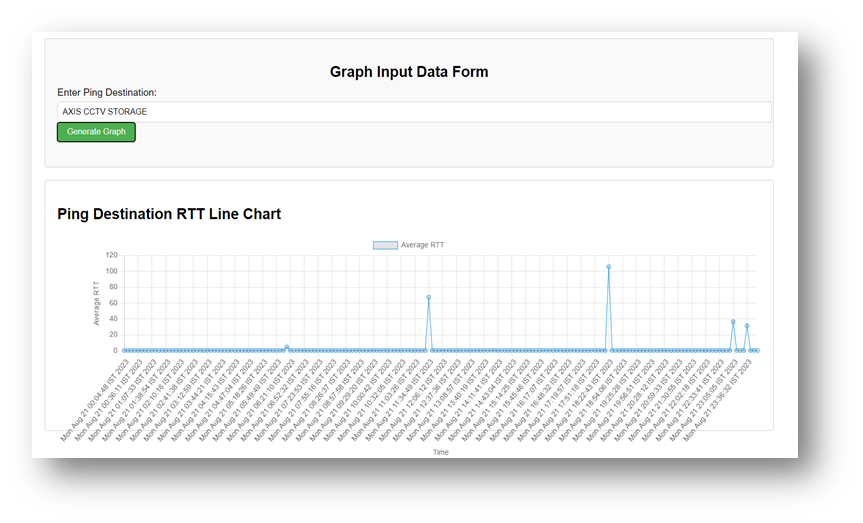 Graph Input Data Form
Enter Ping Destination:
AXIS CCTV STORAGE
Generate Graph
Ping Destination RTT Line Chart
Average RTT
120
100
80
60
40
20
0
Average RTT
Mon Aug 21 00:04:48 IST 2023
Mon Aug 21 00:36:11 IST 2023
Mon Aug 21 01:07:33 IST 2023
Mon Aug 21 01:38:54 IST 2023
Mon Aug 21 02:10:16 IST 2023
Mon Aug 21 02:41:38 IST 2023
Mon Aug 21 03:12:59 IST 2023
Mon Aug 21 03:44:21 IST 2023
Mon Aug 21 04:15:43 IST 2023
Mon Aug 21 04:47:04 IST 2023
Mon Aug 21 05:18:26 IST 2023
Mon Aug 21 05:49:49 IST 2023
Mon Aug 21 06:21:10 IST 2023
Mon Aug 21 06:52:32 IST 2023
Mon Aug 21 07:23:53 IST 2023
Mon Aug 21 07:55:16 IST 2023
Mon Aug 21 08:26:37 IST 2023
Mon Aug 21 08:57:58 IST 2023
Mon Aug 21 09:29:20 IST 2023
Mon Aug 21 10:00:42 IST 2023
Mon Aug 21 10:32:05 IST 2023
Mon Aug 21 11:03:26 IST 2023
Mon Aug 21 11:34:49 IST 2023
Mon Aug 21 12:06:12 IST 2023
Mon Aug 21 12:37:36 IST 2023
Mon Aug 21 13:08:57 IST 2023
Mon Aug 21 13:40:19 IST 2023
Mon Aug 21 14:11:41 IST 2023
Mon Aug 21 14:43:04 IST 2023
Mon Aug 21 15:14:25 IST 2023
Mon Aug 21 15:45:46 IST 2023
Mon Aug 21 16:17:07 IST 2023
Mon Aug 21 16:48:32 IST 2023
Mon Aug 21 17:19:57 IST 2023
Mon Aug 21 17:51:18 IST 2023
Mon Aug 21 18:22:43 IST 2023
Mon Aug 21 18:54:06 IST 2023
Mon Aug 21 19:25:28 IST 2023
Mon Aug 21 19:56:51 IST 2023
Mon Aug 21 20:28:12 IST 2023
Mon Aug 21 20:59:33 IST 2023
Mon Aug 21 21:30:56 IST 2023
Mon Aug 21 22:02:18 IST 2023
Mon Aug 21 22:33:41 IST 2023
Mon Aug 21 23:05:05 IST 2023
Mon Aug 21 23:36:32 IST 2023
Time